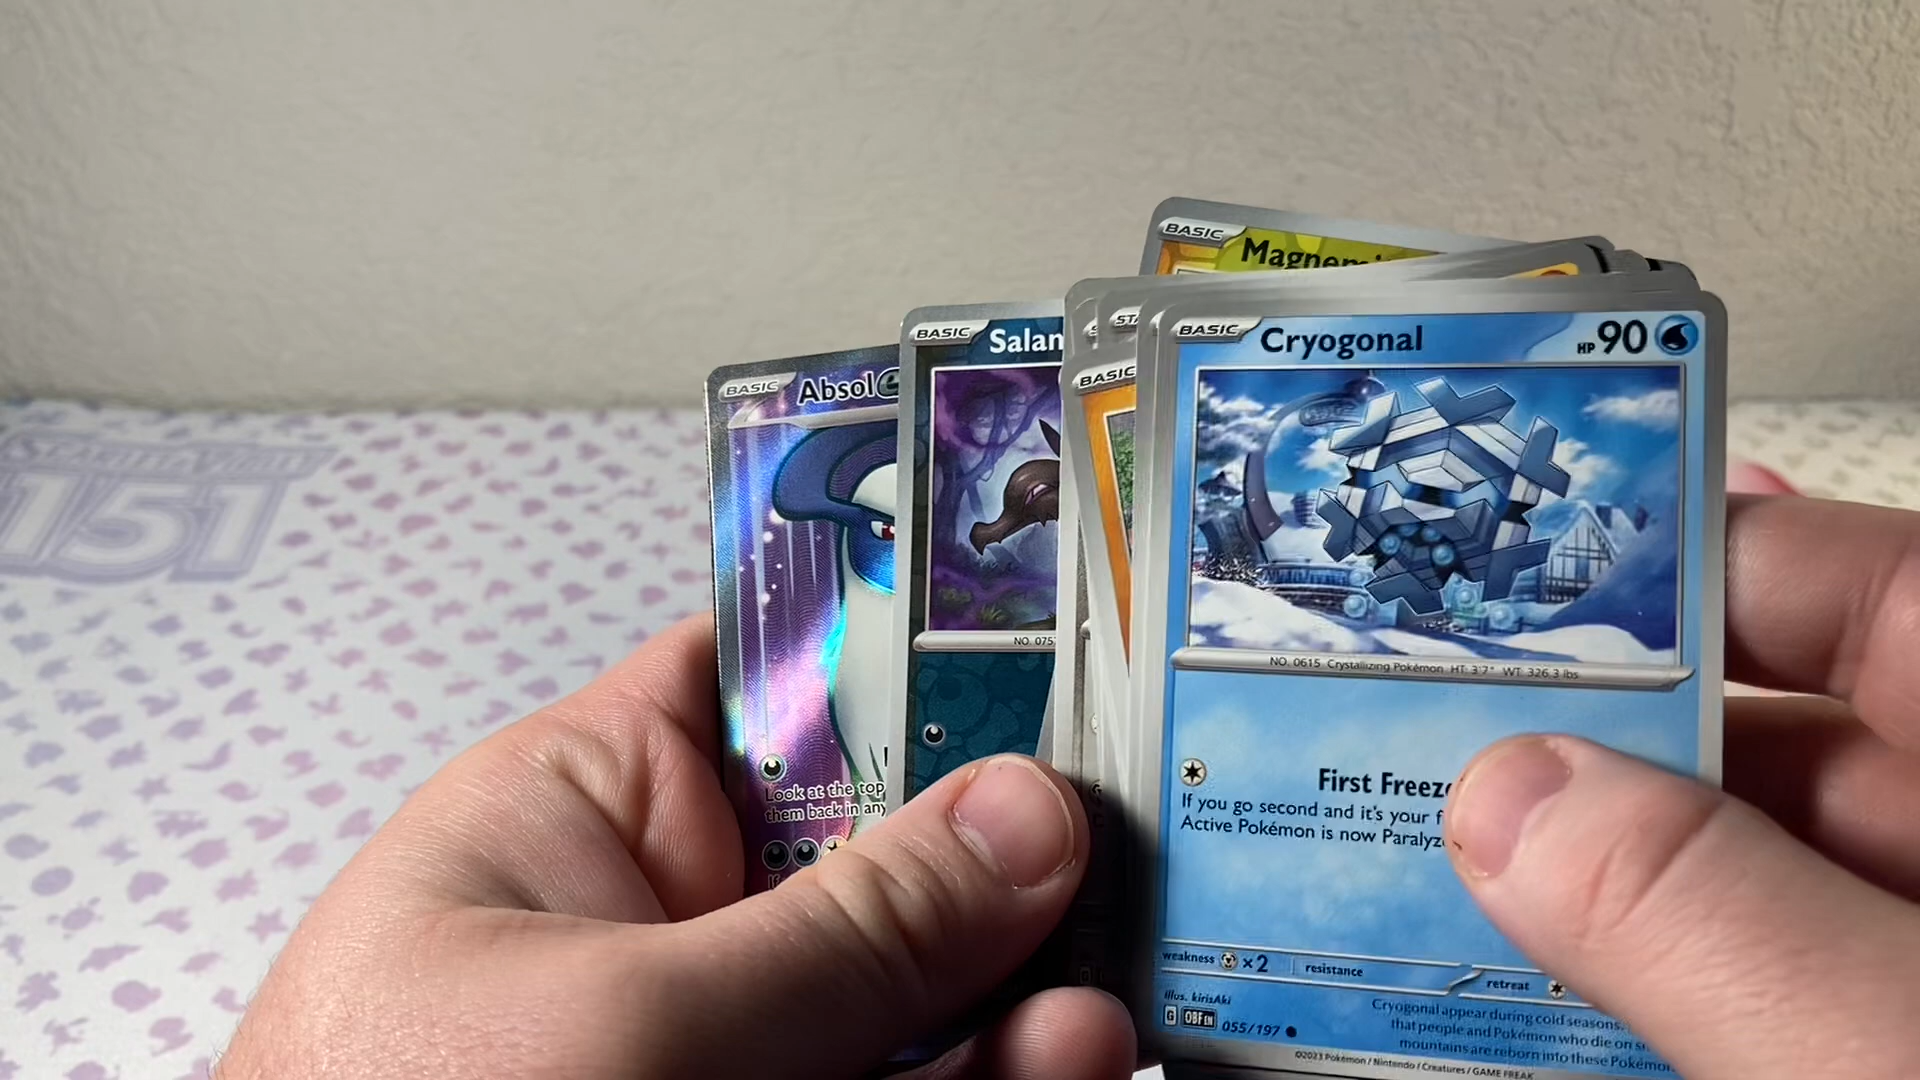 151
BASIC Magnemi
BASIC Absol
BASIC Salan
NO. 075
Look at the top
them back in any
BASIC
BASIC Cryogonal HP 90
NO. 0615 Crystallizing Pokémon HT: 3'7" WT: 326.3 lbs
First Freez
If you go second and it's your f
Active Pokémon is now Paralyz
weakness ×2 resistance
retreat
Illus. kirisAki
G OBF EN 055/197
Cryogonal appear during cold seasons.
that people and Pokémon who die on s
mountains are reborn into these Pokémo
©2023 Pokémon / Nintendo / Creatures / GAME FREAK